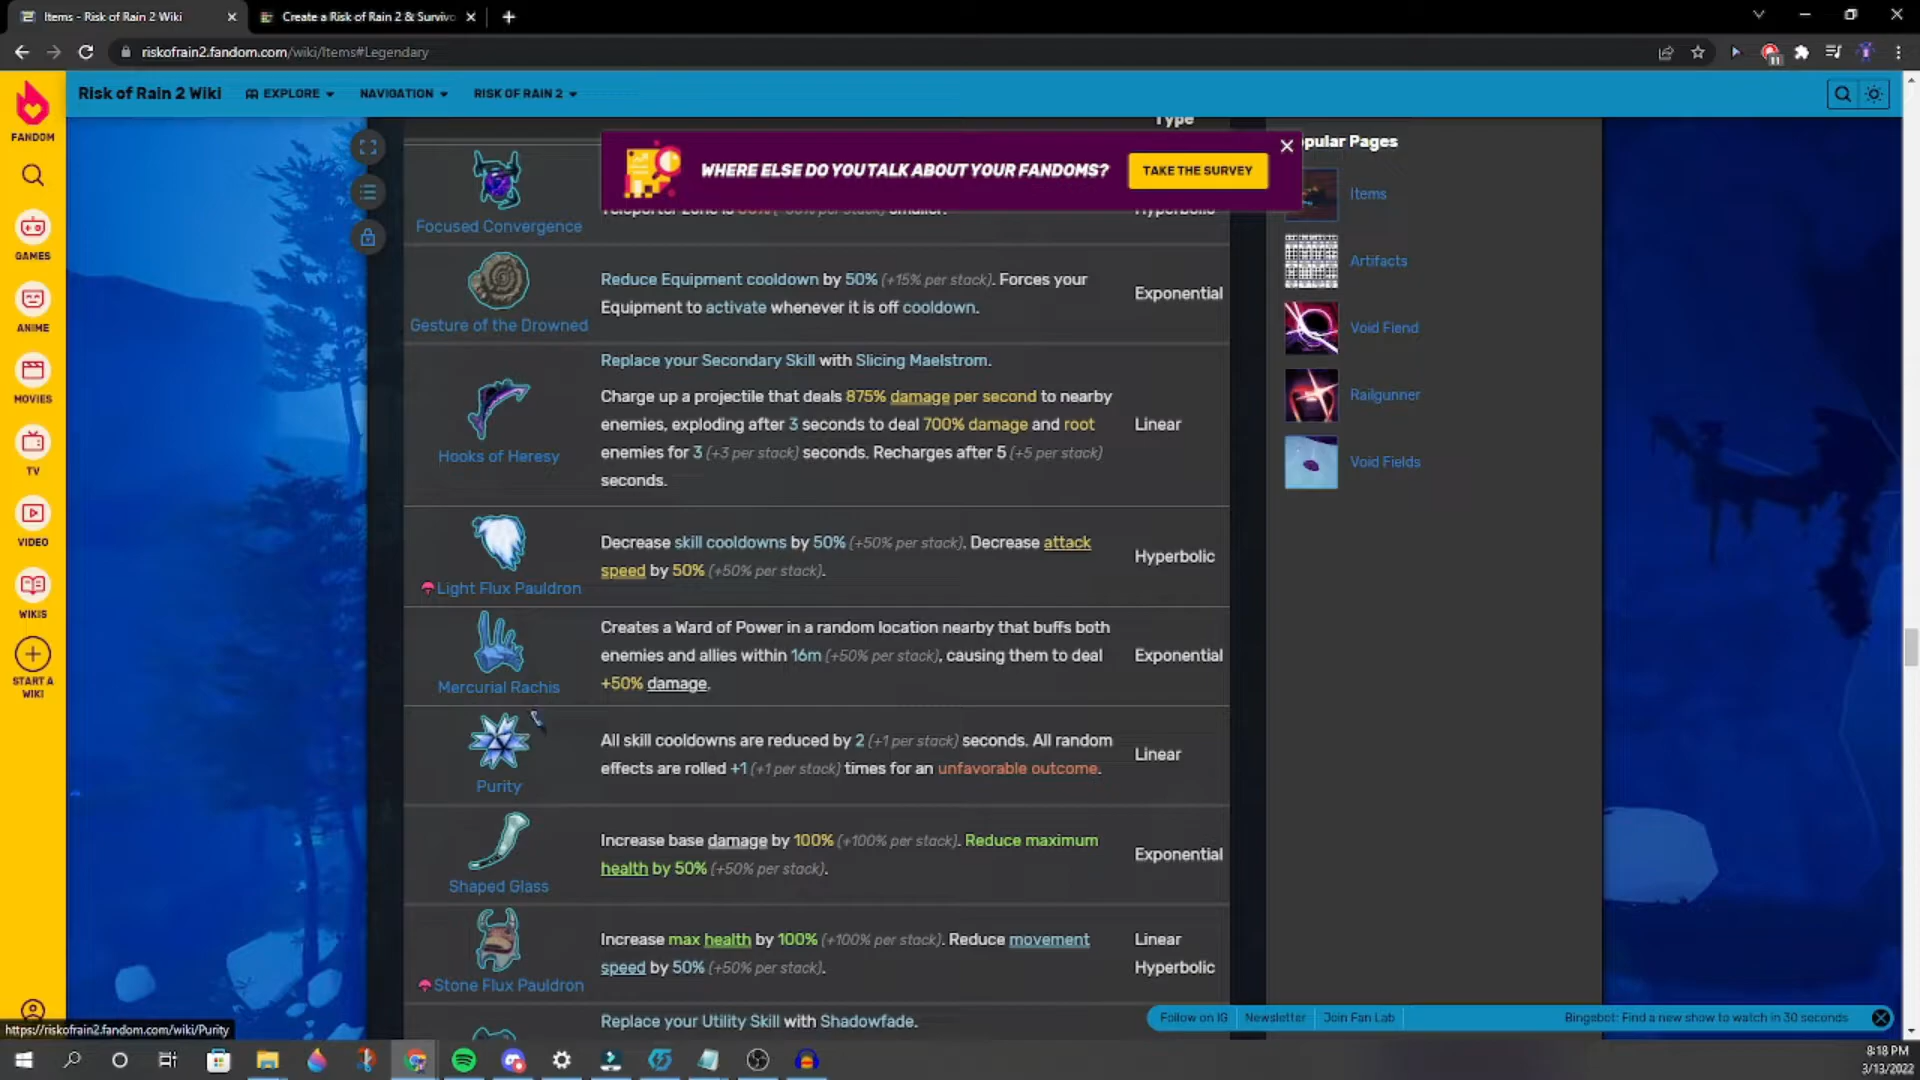 Items - Risk of Rain 2 Wiki
Create a Risk of Rain 2 & Survivo
riskofrain2.fandom.com/wiki/Items#Legendary
11
Risk of Rain 2 Wiki
EXPLORE
NAVIGATION
RISK OF RAIN 2
FANDOM
GAMES
ANIME
MOVIES
TV
VIDEO
WIKIS
START A
WIKI
Type
WHERE ELSE DO YOU TALK ABOUT YOUR FANDOMS?
TAKE THE SURVEY
pular Pages
Items
Artifacts
Void Fiend
Railgunner
Void Fields
Focused Convergence
Teleporter Zone is smaller.
Hyperbolic
Gesture of the Drowned
Reduce Equipment cooldown by 50% (+15% per stack). Forces your
Equipment to activate whenever it is off cooldown.
Exponential
Hooks of Heresy
Replace your Secondary Skill with Slicing Maelstrom.
Charge up a projectile that deals 875% damage per second to nearby
enemies, exploding after 3 seconds to deal 700% damage and root
enemies for 3 (+3 per stack) seconds. Recharges after 5 (+5 per stack)
seconds.
Linear
Light Flux Pauldron
Decrease skill cooldowns by 50% (+50% per stack). Decrease attack
speed by 50% (+50% per stack).
Hyperbolic
Mercurial Rachis
Creates a Ward of Power in a random location nearby that buffs both
enemies and allies within 16m (+50% per stack), causing them to deal
+50% damage.
Exponential
Purity
All skill cooldowns are reduced by 2 (+1 per stack) seconds. All random
effects are rolled +1 (+1 per stack) times for an unfavorable outcome.
Linear
Shaped Glass
Increase base damage by 100% (+100% per stack). Reduce maximum
health by 50% (+50% per stack).
Exponential
Stone Flux Pauldron
Increase max health by 100% (+100% per stack). Reduce movement
speed by 50% (+50% per stack).
Linear
Hyperbolic
Replace your Utility Skill with Shadowfade.
Follow on IG
Newsletter
Join Fan Lab
Bingebot: Find a new show to watch in 30 seconds
https://riskofrain2.fandom.com/wiki/Purity
8:18 PM
3/13/2022